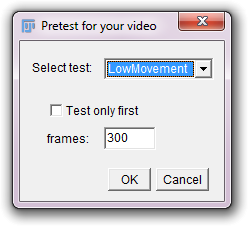 Pretest for your video
Select test: LowMovement
Test only first
frames: 300
OK Cancel